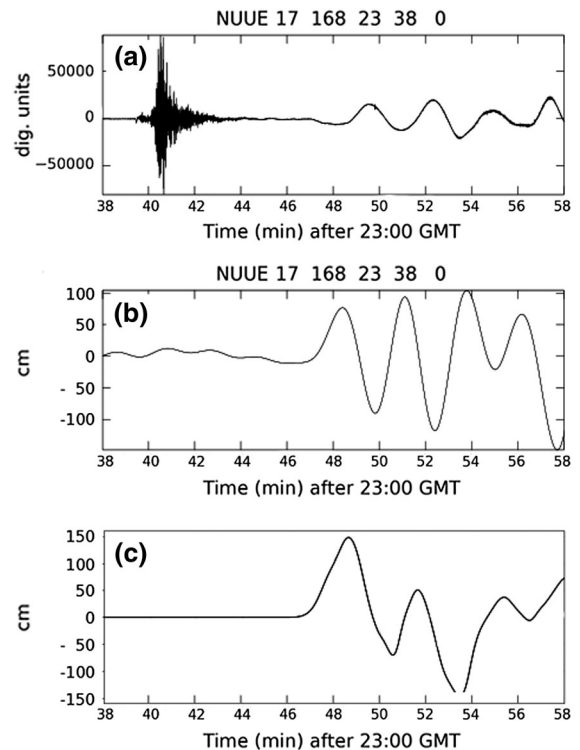 NUUE 17 168 23 38 0
(a)
dig. units
50000
0
−50000
38 40 42 44 46 48 50 52 54 56 58
Time (min) after 23:00 GMT
NUUE 17 168 23 38 0
(b)
cm
100
50
0
- 50
-100
38 40 42 44 46 48 50 52 54 56 58
Time (min) after 23:00 GMT
(c)
cm
150
100
50
0
- 50
-100
-150
38 40 42 44 46 48 50 52 54 56 58
Time (min) after 23:00 GMT